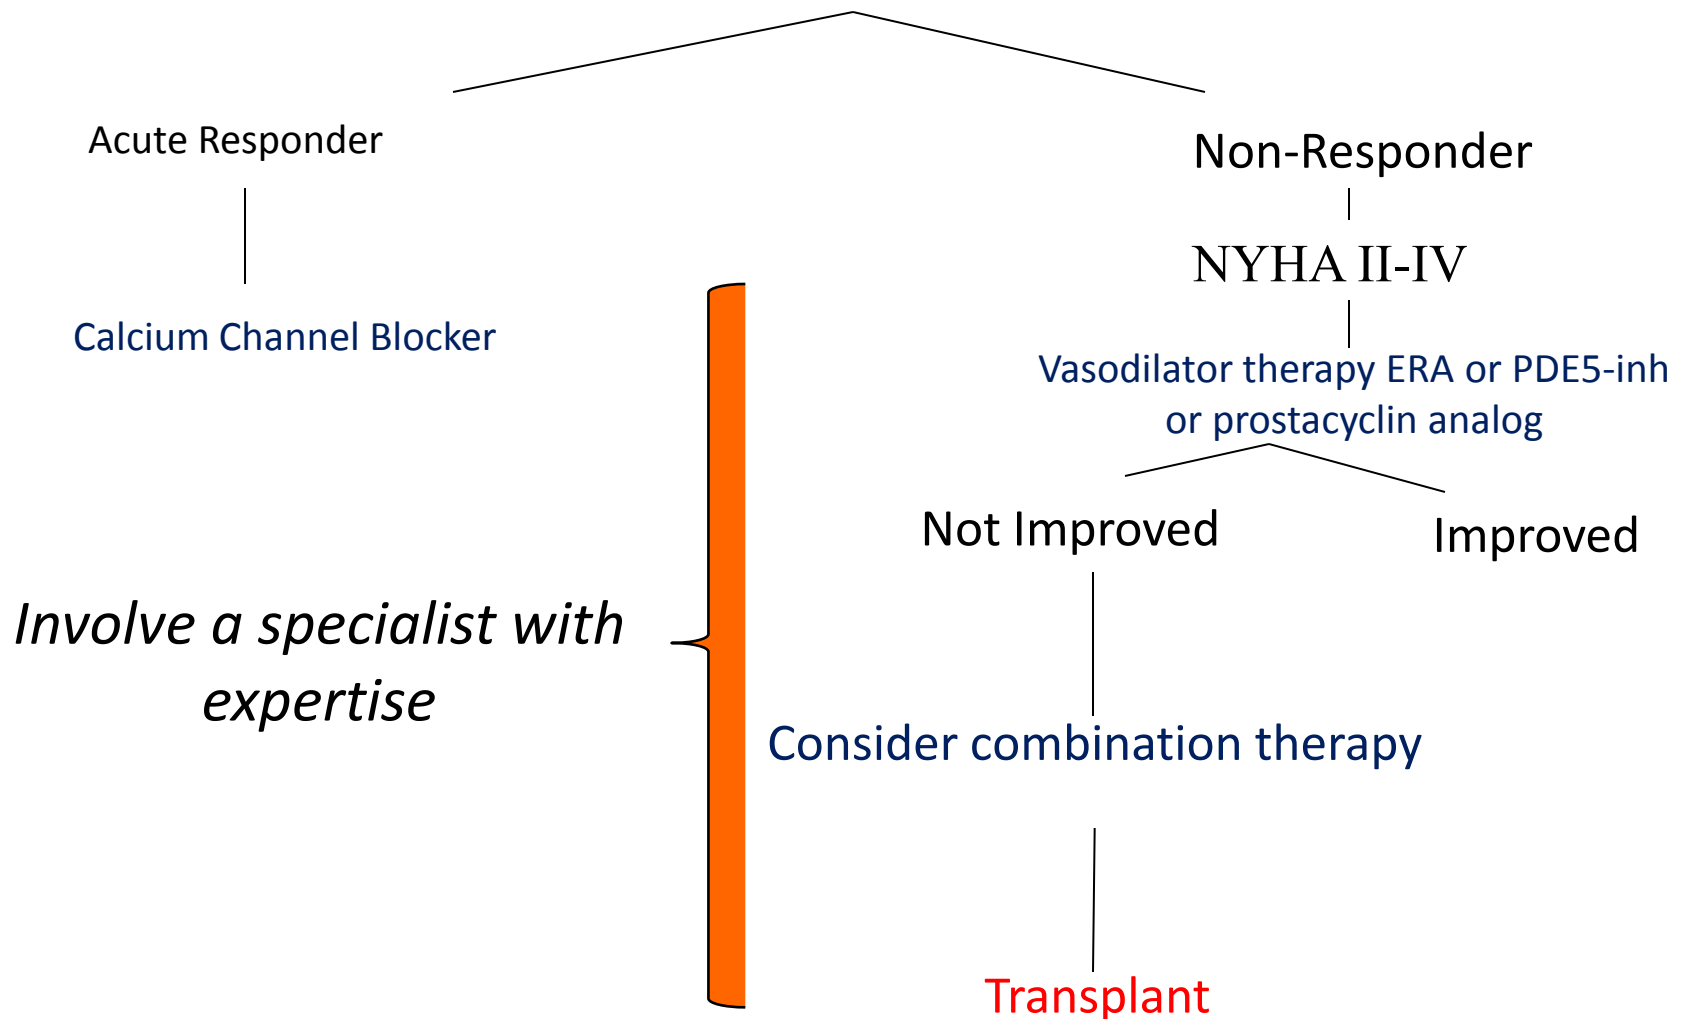 Acute Responder
Non-Responder
NYHA II-IV
Calcium Channel Blocker
Vasodilator therapy ERA or PDE5-inh
or prostacyclin analog
Not Improved
Improved
Involve a specialist with
expertise
Consider combination therapy
Transplant